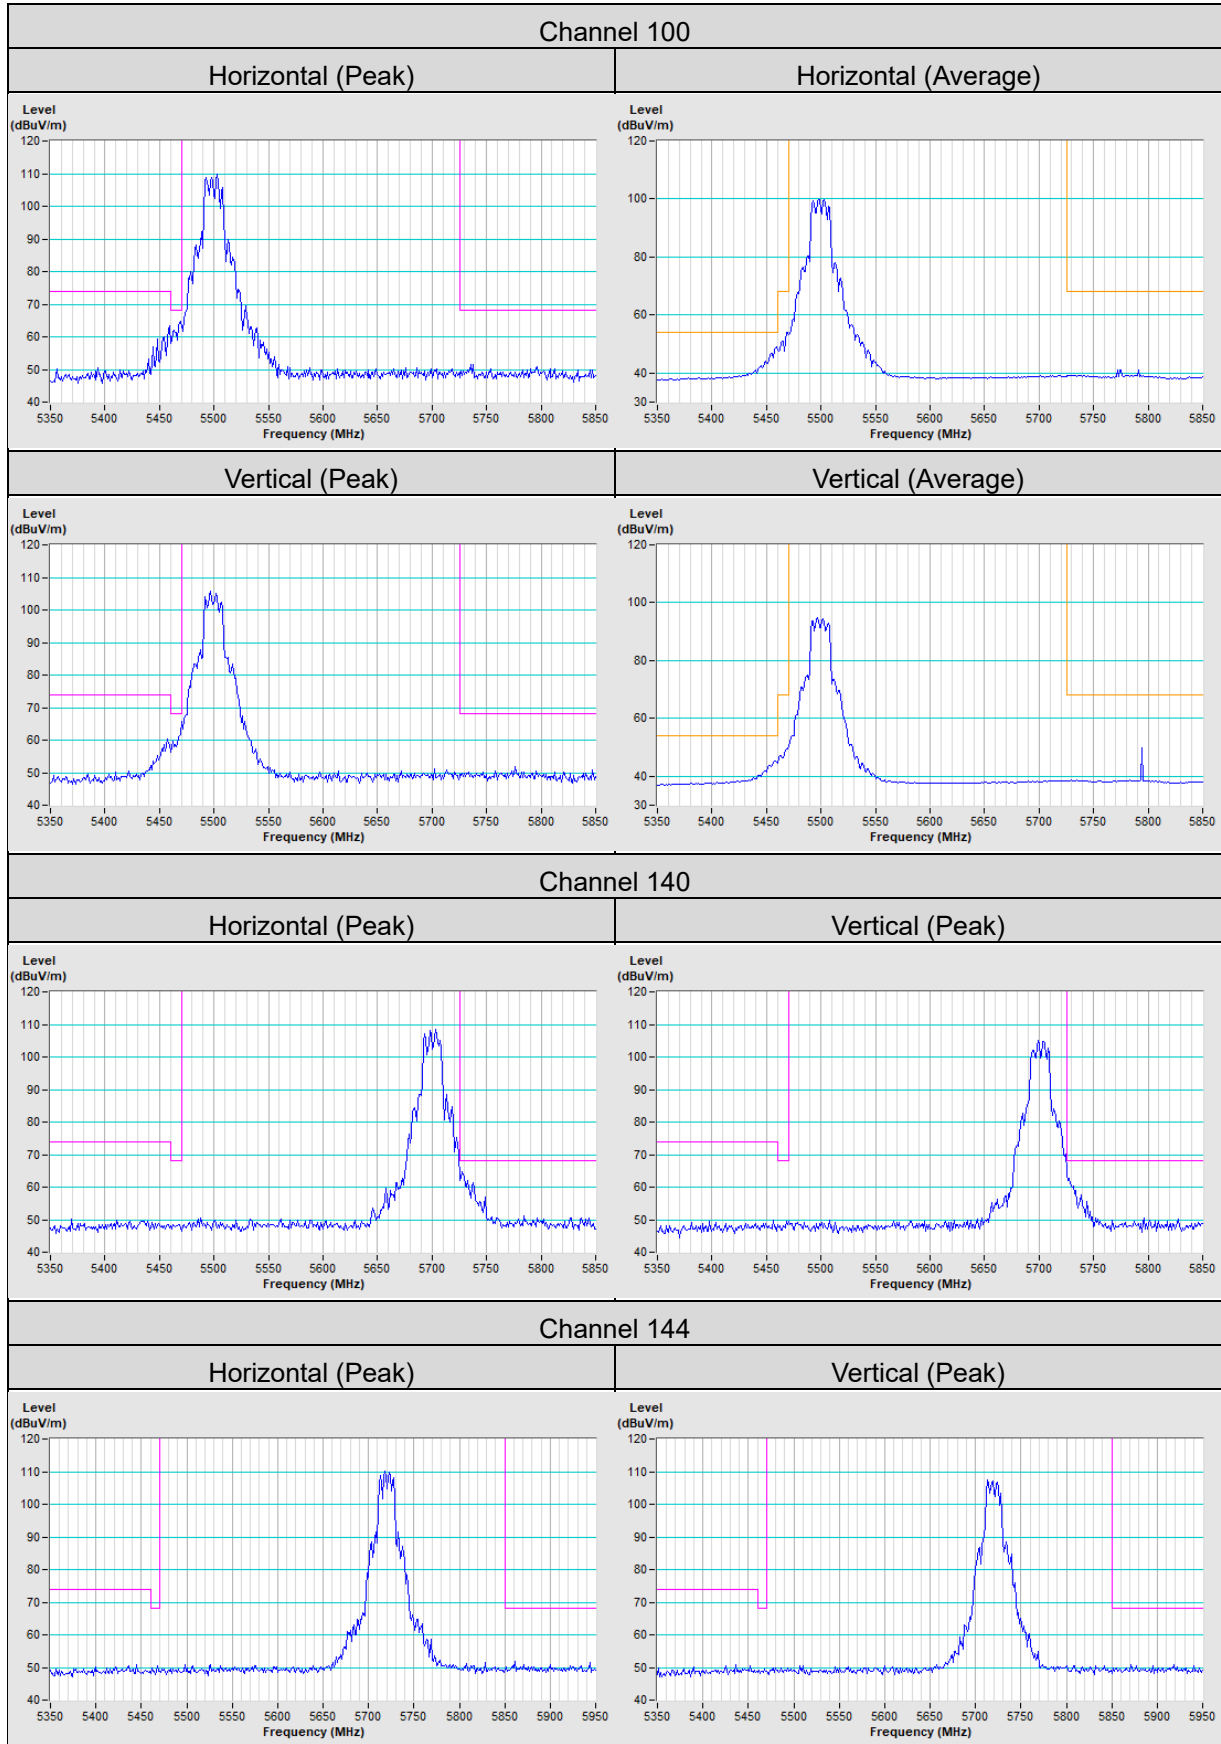 Channel 100
Horizontal (Peak)
Horizontal (Average)
Level
(dBuV/m)
120
110
100
90
80
70
60
50
40
5350 5400 5450 5500 5550 5600 5650 5700 5750 5800 5850
Frequency (MHz)
Level
(dBuV/m)
120
100
80
60
40
30
5350 5400 5450 5500 5550 5600 5650 5700 5750 5800 5850
Frequency (MHz)
Vertical (Peak)
Vertical (Average)
Level
(dBuV/m)
120
110
100
90
80
70
60
50
40
5350 5400 5450 5500 5550 5600 5650 5700 5750 5800 5850
Frequency (MHz)
Level
(dBuV/m)
120
100
80
60
40
30
5350 5400 5450 5500 5550 5600 5650 5700 5750 5800 5850
Frequency (MHz)
Channel 140
Horizontal (Peak)
Vertical (Peak)
Level
(dBuV/m)
120
110
100
90
80
70
60
50
40
5350 5400 5450 5500 5550 5600 5650 5700 5750 5800 5850
Frequency (MHz)
Level
(dBuV/m)
120
110
100
90
80
70
60
50
40
5350 5400 5450 5500 5550 5600 5650 5700 5750 5800 5850
Frequency (MHz)
Channel 144
Horizontal (Peak)
Vertical (Peak)
Level
(dBuV/m)
120
110
100
90
80
70
60
50
40
5350 5400 5450 5500 5550 5600 5650 5700 5750 5800 5850 5900 5950
Frequency (MHz)
Level
(dBuV/m)
120
110
100
90
80
70
60
50
40
5350 5400 5450 5500 5550 5600 5650 5700 5750 5800 5850 5900 5950
Frequency (MHz)